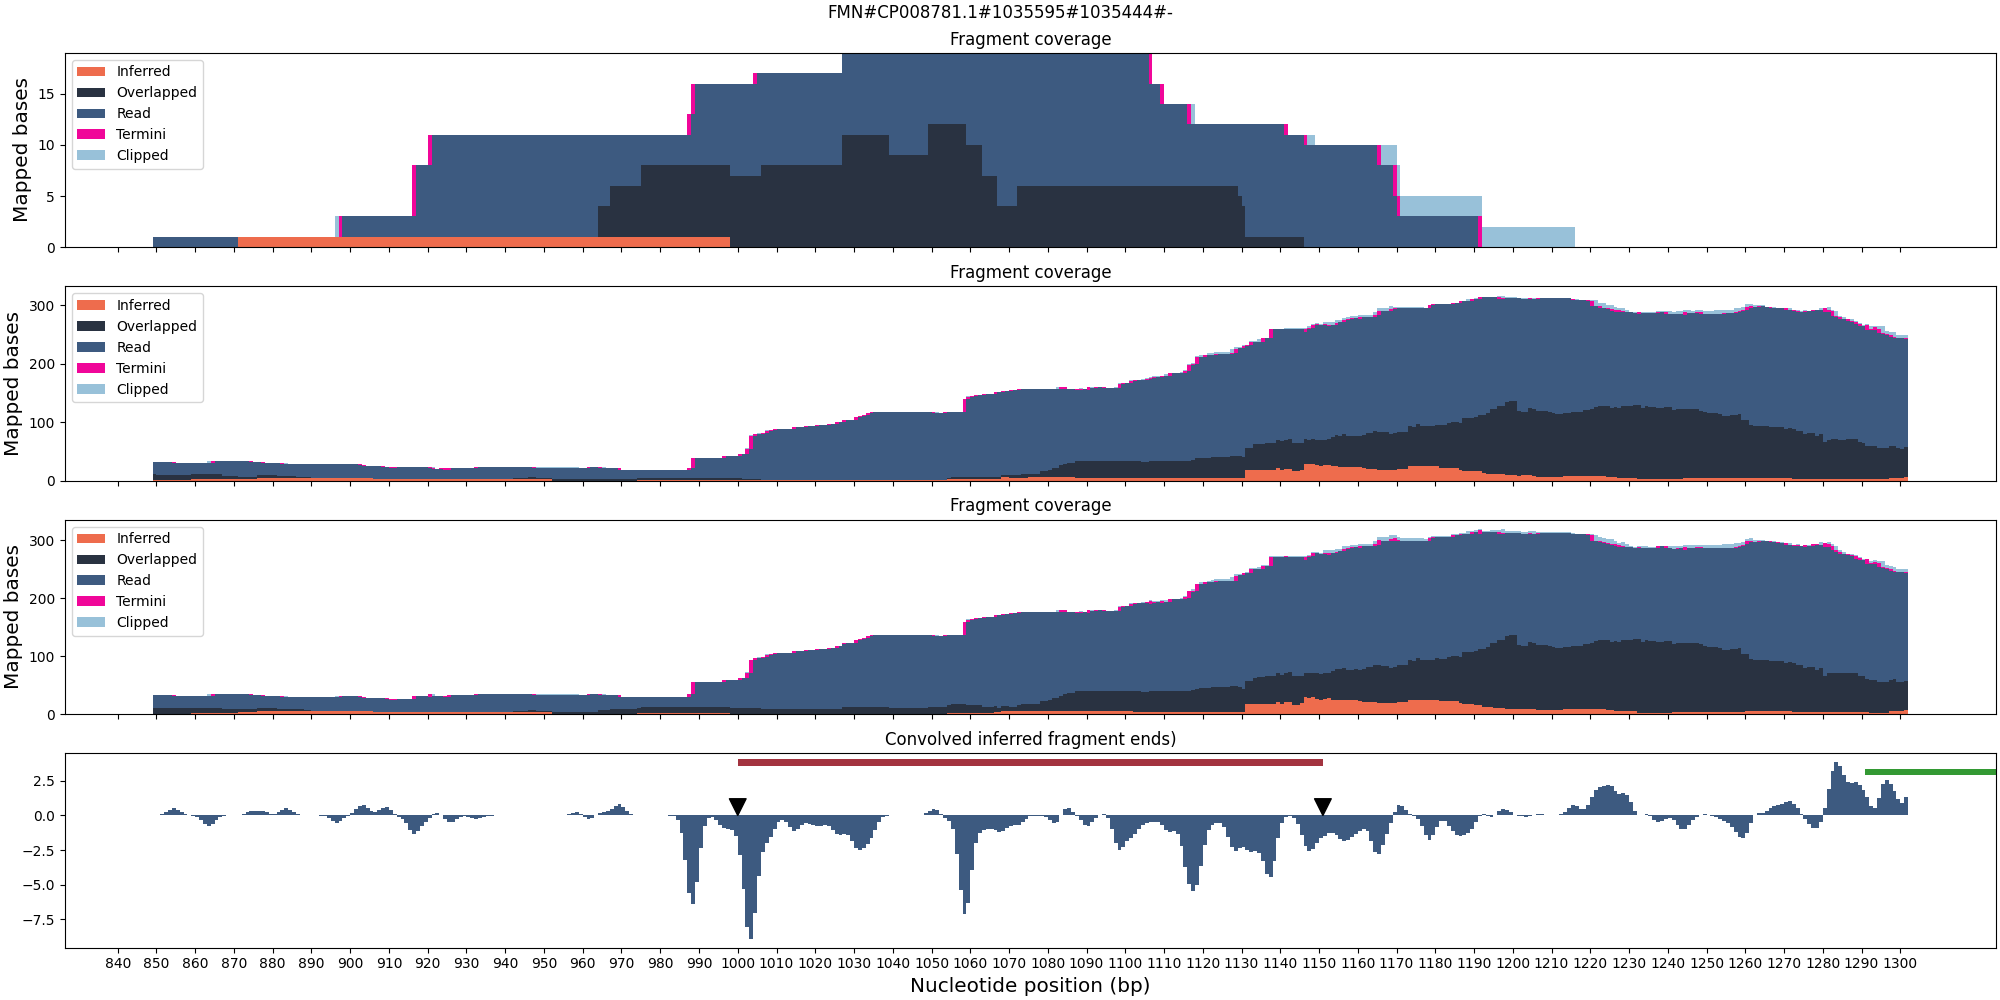 FMN#CP008781.1#1035595#1035444#-
Fragment coverage
Mapped bases
15
10
5
0
Inferred
Overlapped
Read
Termini
Clipped
Fragment coverage
Mapped bases
300
200
100
0
Inferred
Overlapped
Read
Termini
Clipped
Fragment coverage
Mapped bases
300
200
100
0
Inferred
Overlapped
Read
Termini
Clipped
Convolved inferred fragment ends)
2.5
0.0
−2.5
−5.0
−7.5
840 850 860 870 880 890 900 910 920 930 940 950 960 970 980 990 1000 1010 1020 1030 1040 1050 1060 1070 1080 1090 1100 1110 1120 1130 1140 1150 1160 1170 1180 1190 1200 1210 1220 1230 1240 1250 1260 1270 1280 1290 1300
Nucleotide position (bp)